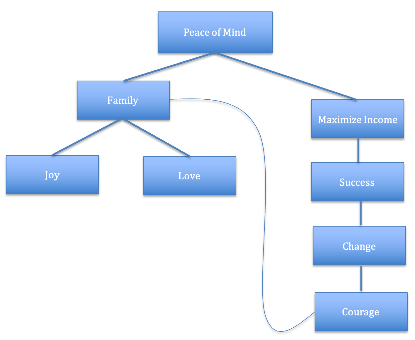 Peace of Mind
Family
Maximize Income
Joy
Love
Success
Change
Courage